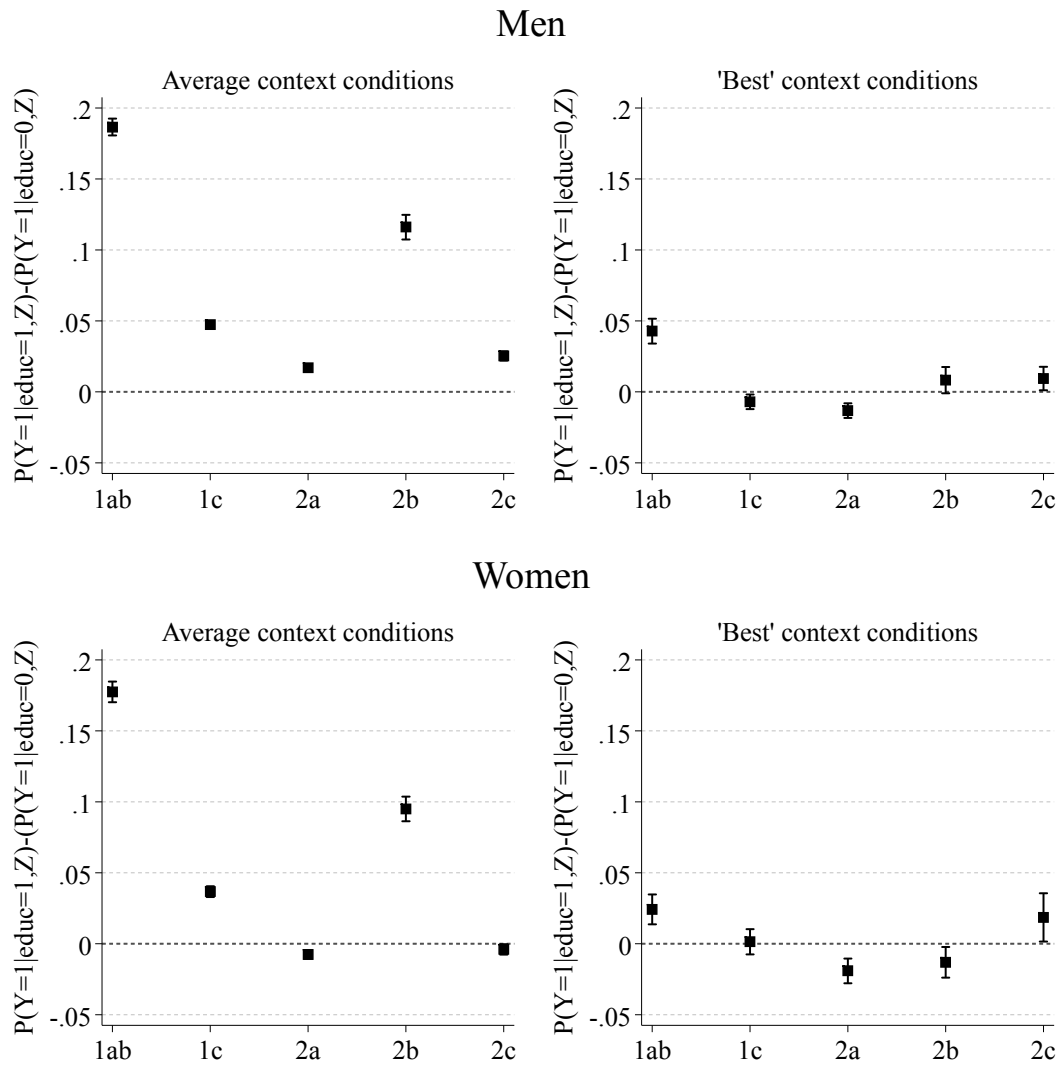 Men
Average context conditions
P(Y=1|educ=1,Z)-(P(Y=1|educ=0,Z)
.2
.15
.1
.05
0
-.05
1ab 1c 2a 2b 2c
'Best' context conditions
P(Y=1|educ=1,Z)-(P(Y=1|educ=0,Z)
.2
.15
.1
.05
0
-.05
1ab 1c 2a 2b 2c
Women
Average context conditions
P(Y=1|educ=1,Z)-(P(Y=1|educ=0,Z)
.2
.15
.1
.05
0
-.05
1ab 1c 2a 2b 2c
'Best' context conditions
P(Y=1|educ=1,Z)-(P(Y=1|educ=0,Z)
.2
.15
.1
.05
0
-.05
1ab 1c 2a 2b 2c